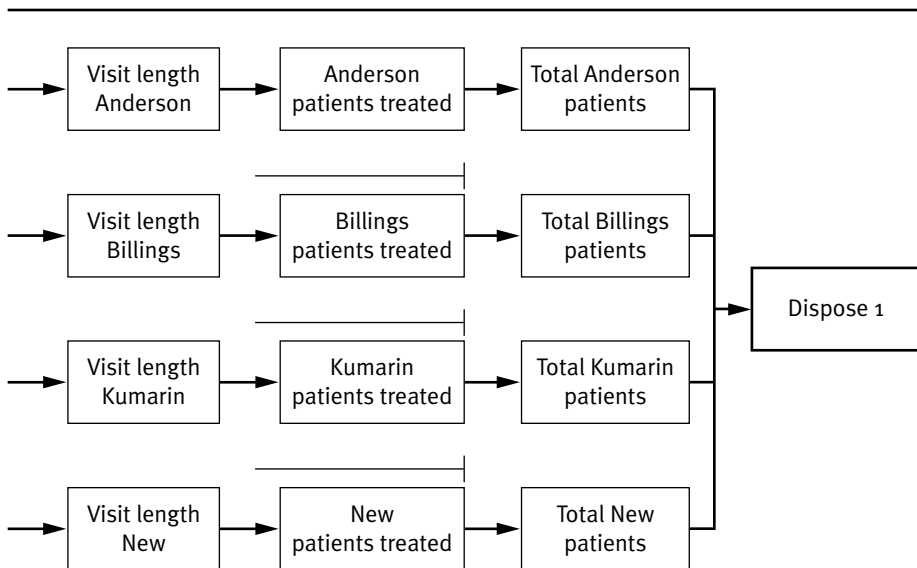 Visit length
Anderson
Anderson
patients treated
Total Anderson
patients
Visit length
Billings
Billings
patients treated
Total Billings
patients
Dispose 1
Visit length
Kumarin
Kumarin
patients treated
Total Kumarin
patients
Visit length
New
New
patients treated
Total New
patients